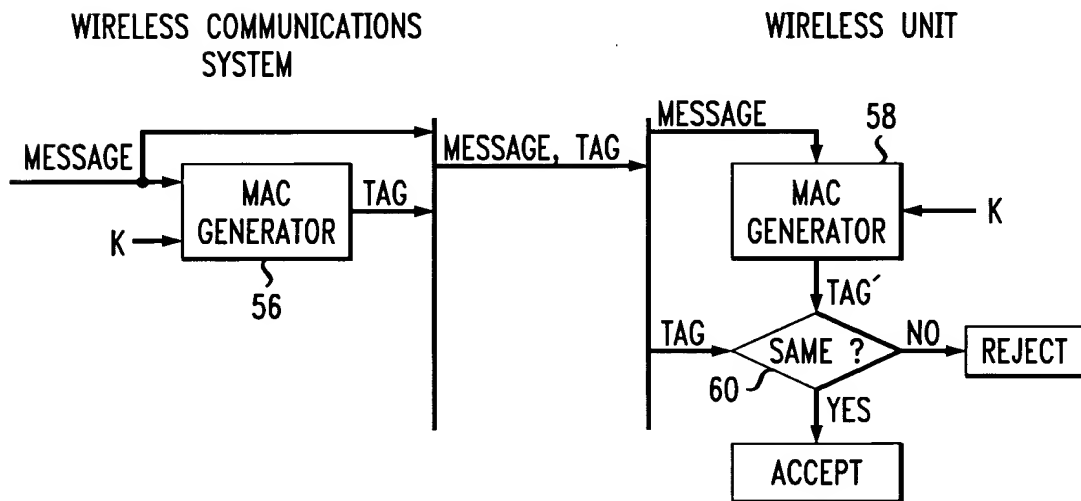 WIRELESS COMMUNICATIONS
SYSTEM
WIRELESS UNIT
MESSAGE
MAC
GENERATOR
K
56
TAG
MESSAGE, TAG
MESSAGE
58
MAC
GENERATOR
K
TAG´
TAG
SAME ?
60
NO
REJECT
YES
ACCEPT